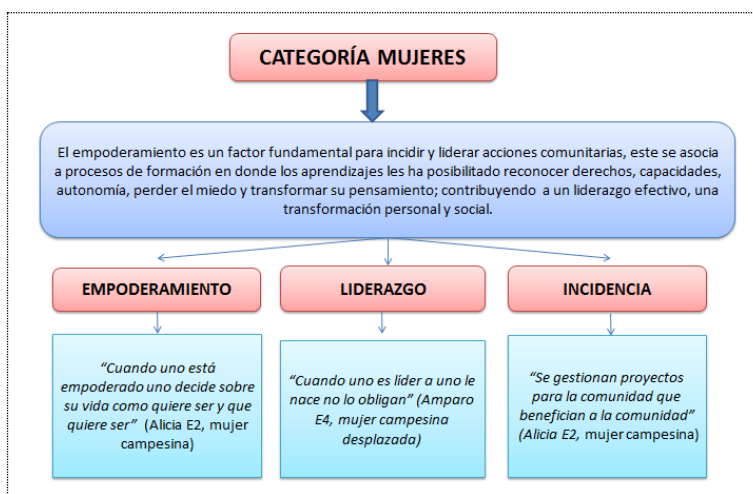 CATEGORÍA MUJERES
El empoderamiento es un factor fundamental para incidir y liderar acciones comunitarias, este se asocia
a procesos de formación en donde los aprendizajes les ha posibilitado reconocer derechos, capacidades,
autonomía, perder el miedo y transformar su pensamiento; contribuyendo a un liderazgo efectivo, una
transformación personal y social.
EMPODERAMIENTO
“Cuando uno está
empoderado uno decide sobre
su vida como quiere ser y que
quiere ser” (Alicia E2, mujer
campesina)
LIDERAZGO
“Cuando uno es líder a uno le
nace no lo obligan” (Amparo
E4, mujer campesina
desplazada)
INCIDENCIA
“Se gestionan proyectos
para la comunidad que
benefician a la comunidad”
(Alicia E2, mujer campesina)